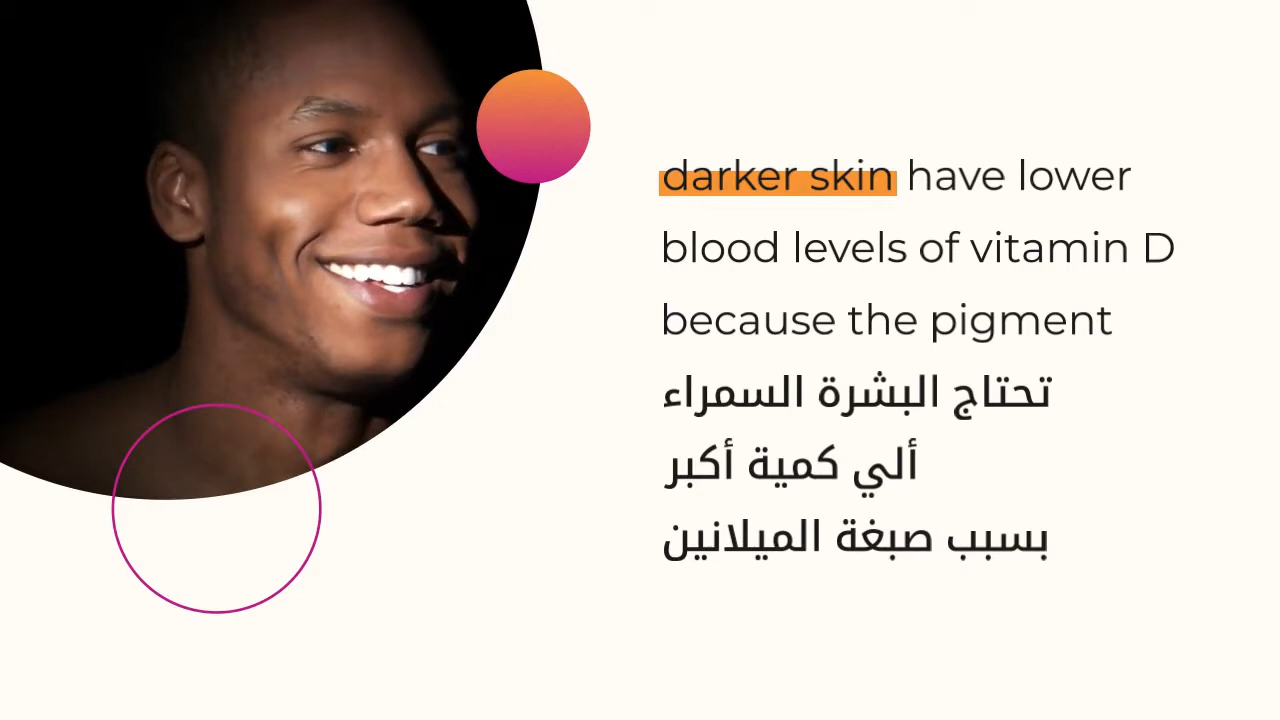 darker skin have lower
blood levels of vitamin D
because the pigment
تحتاج البشرة السمراء
ألي كمية أكبر
بسبب صبغة الميلانين